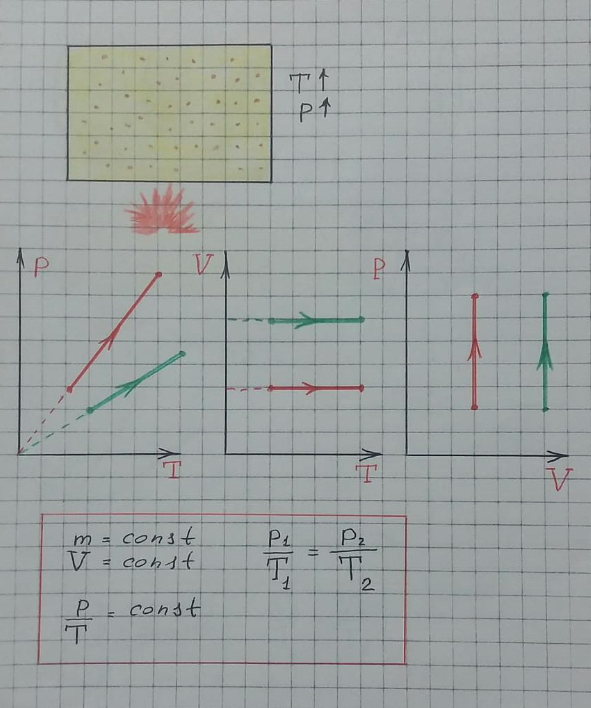 T↑
P↑
P
T
V
T
P
V
m = const
V = const
P/T = const
P₁/T₁ = P₂/T₂